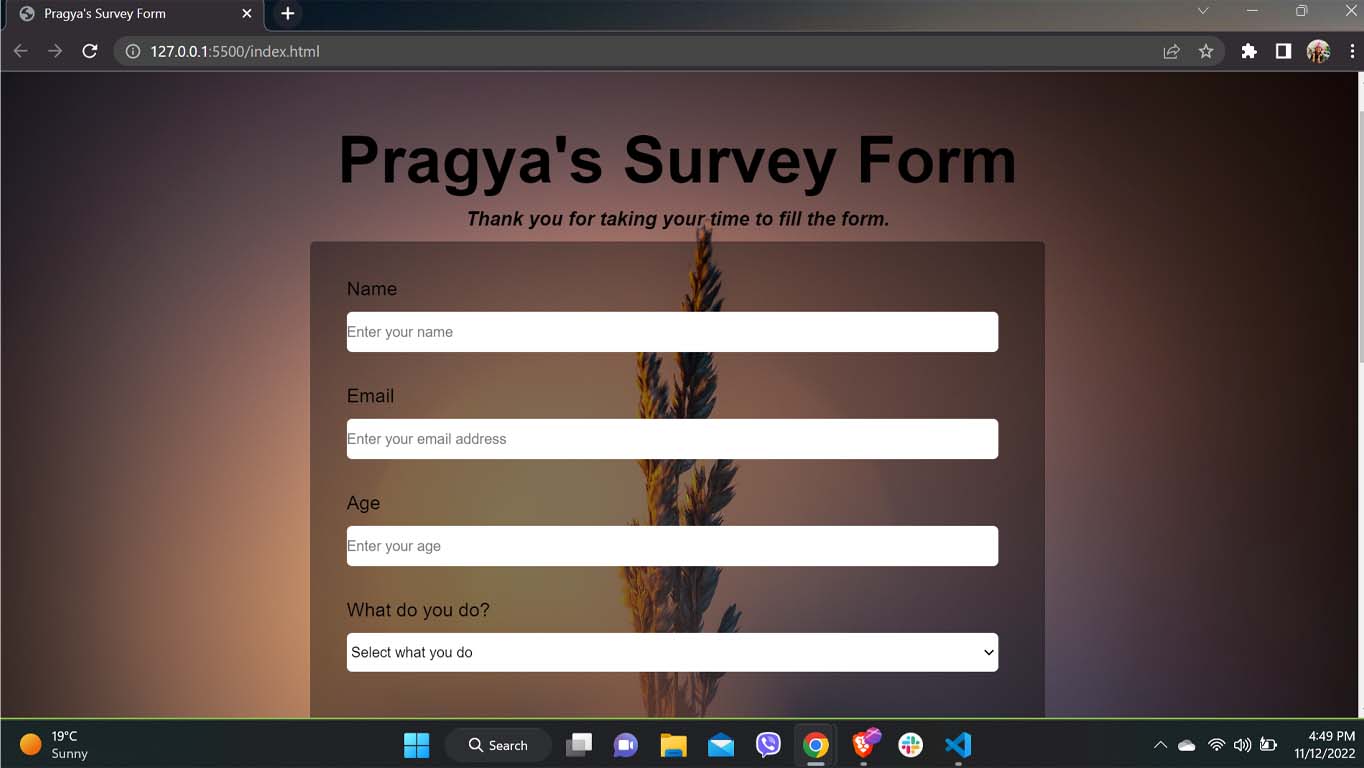 Pragya's Survey Form
127.0.0.1:5500/index.html
Pragya's Survey Form
Thank you for taking your time to fill the form.
Name
Enter your name
Email
Enter your email address
Age
Enter your age
What do you do?
Select what you do
19°C
Sunny
Search
4:49 PM
11/12/2022